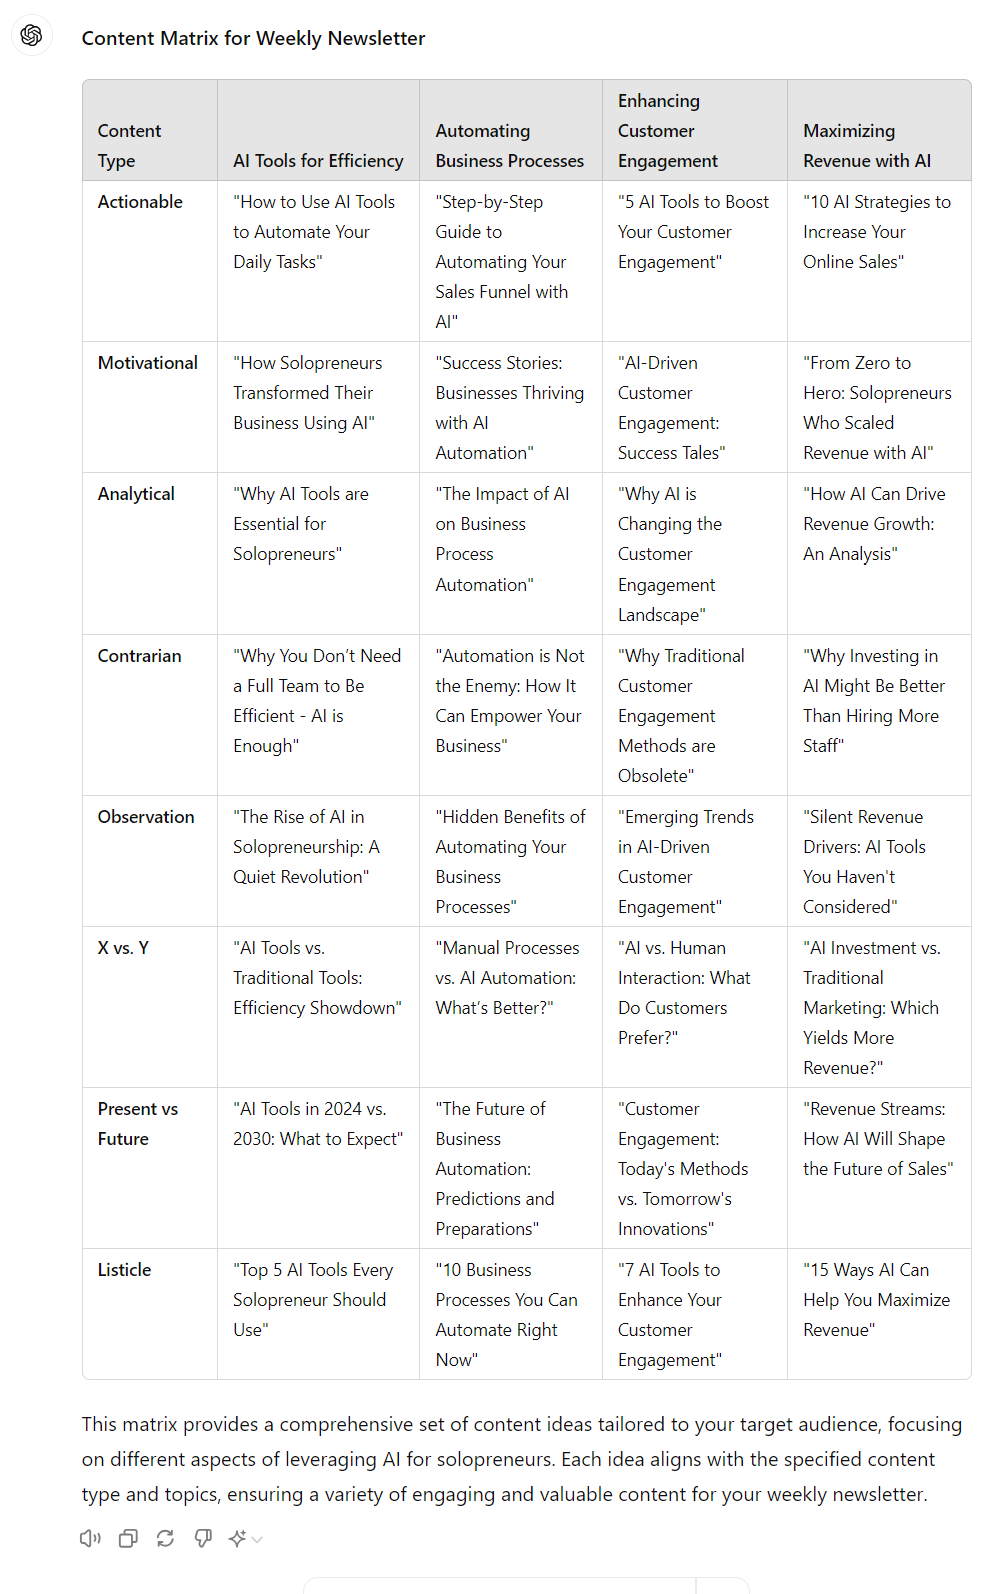 Content Matrix for Weekly Newsletter
Content
Type
AI Tools for Efficiency
Automating
Business Processes
Enhancing
Customer
Engagement
Maximizing
Revenue with AI
Actionable
"How to Use AI Tools
to Automate Your
Daily Tasks"
"Step-by-Step
Guide to
Automating Your
Sales Funnel with
AI"
"5 AI Tools to Boost
Your Customer
Engagement"
"10 AI Strategies to
Increase Your
Online Sales"
Motivational
"How Solopreneurs
Transformed Their
Business Using AI"
"Success Stories:
Businesses Thriving
with AI
Automation"
"AI-Driven
Customer
Engagement:
Success Tales"
"From Zero to
Hero: Solopreneurs
Who Scaled
Revenue with AI"
Analytical
"Why AI Tools are
Essential for
Solopreneurs"
"The Impact of AI
on Business
Process
Automation"
"Why AI is
Changing the
Customer
Engagement
Landscape"
"How AI Can Drive
Revenue Growth:
An Analysis"
Contrarian
"Why You Don’t Need
a Full Team to Be
Efficient - AI is
Enough"
"Automation is Not
the Enemy: How It
Can Empower Your
Business"
"Why Traditional
Customer
Engagement
Methods are
Obsolete"
"Why Investing in
AI Might Be Better
Than Hiring More
Staff"
Observation
"The Rise of AI in
Solopreneurship: A
Quiet Revolution"
"Hidden Benefits of
Automating Your
Business
Processes"
"Emerging Trends
in AI-Driven
Customer
Engagement"
"Silent Revenue
Drivers: AI Tools
You Haven't
Considered"
X vs. Y
"AI Tools vs.
Traditional Tools:
Efficiency Showdown"
"Manual Processes
vs. AI Automation:
What’s Better?"
"AI vs. Human
Interaction: What
Do Customers
Prefer?"
"AI Investment vs.
Traditional
Marketing: Which
Yields More
Revenue?"
Present vs
Future
"AI Tools in 2024 vs.
2030: What to Expect"
"The Future of
Business
Automation:
Predictions and
Preparations"
"Customer
Engagement:
Today's Methods
vs. Tomorrow's
Innovations"
"Revenue Streams:
How AI Will Shape
the Future of Sales"
Listicle
"Top 5 AI Tools Every
Solopreneur Should
Use"
"10 Business
Processes You Can
Automate Right
Now"
"7 AI Tools to
Enhance Your
Customer
Engagement"
"15 Ways AI Can
Help You Maximize
Revenue"
This matrix provides a comprehensive set of content ideas tailored to your target audience, focusing
on different aspects of leveraging AI for solopreneurs. Each idea aligns with the specified content
type and topics, ensuring a variety of engaging and valuable content for your weekly newsletter.